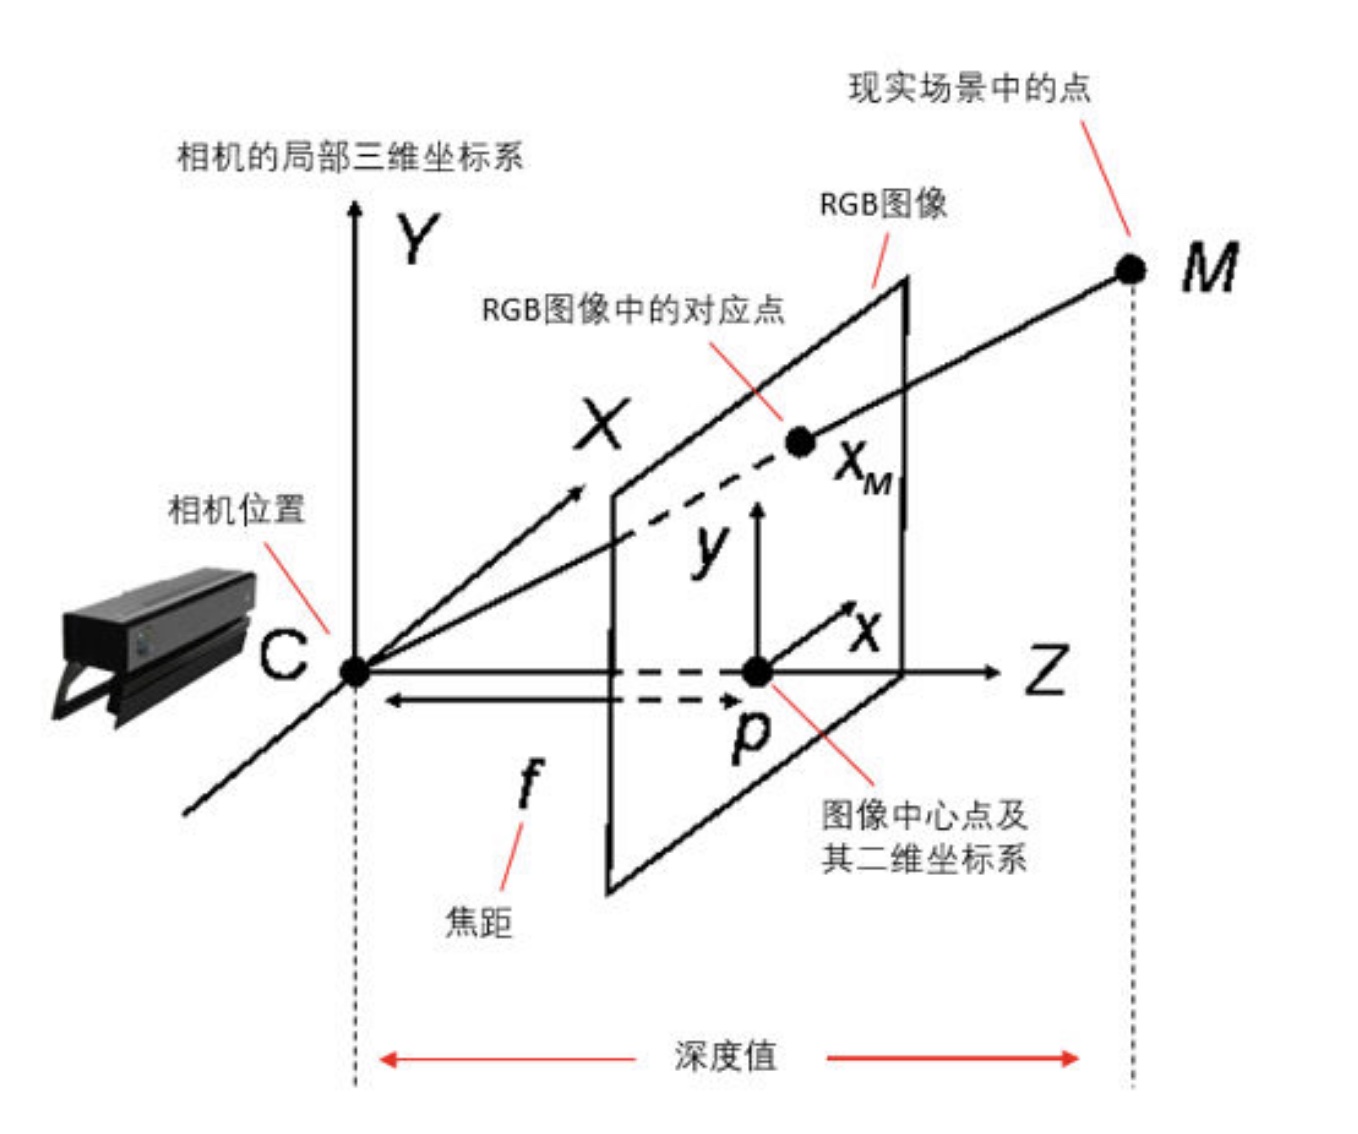 现实场景中的点
相机的局部三维坐标系
RGB图像
Y
M
RGB图像中的对应点
X
x_M
相机位置
y
x
C
Z
p
f
图像中心点及
其二维坐标系
焦距
深度值